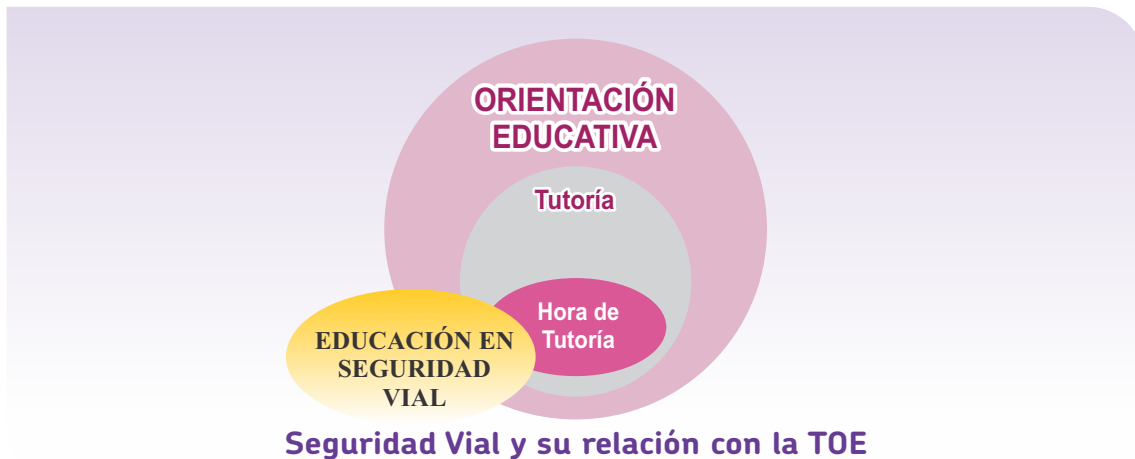 ORIENTACIÓN
EDUCATIVA
Tutoría
Hora de
Tutoría
EDUCACIÓN EN
SEGURIDAD
VIAL
Seguridad Vial y su relación con la TOE